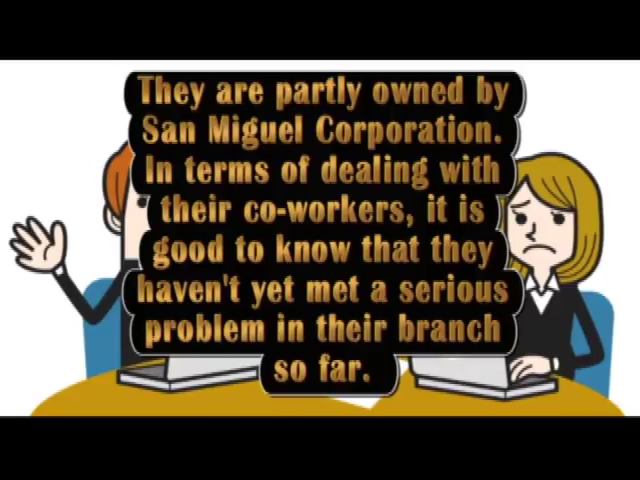 They are partly owned by
San Miguel Corporation.
In terms of dealing with
their co-workers, it is
good to know that they
haven't yet met a serious
problem in their branch
so far.